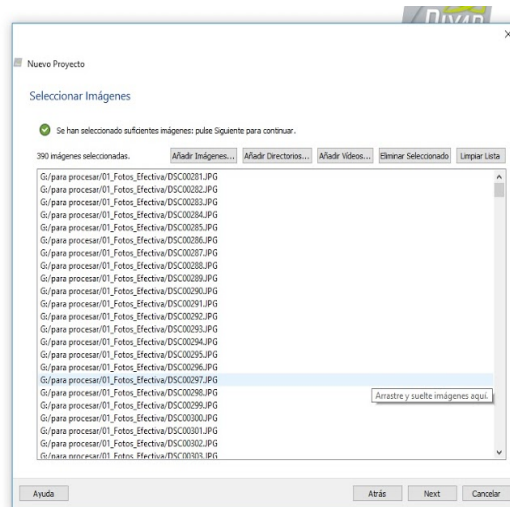 Nuevo Proyecto
Seleccionar Imágenes
Se han seleccionado suficientes imágenes: pulse Siguiente para continuar.
390 imágenes seleccionadas. Añadir Imágenes... Añadir Directorios... Añadir Vídeos... Eliminar Seleccionado Limpiar Lista
G:/para procesar/01_Fotos_Efectiva/DSC00281.JPG
G:/para procesar/01_Fotos_Efectiva/DSC00282.JPG
G:/para procesar/01_Fotos_Efectiva/DSC00283.JPG
G:/para procesar/01_Fotos_Efectiva/DSC00284.JPG
G:/para procesar/01_Fotos_Efectiva/DSC00285.JPG
G:/para procesar/01_Fotos_Efectiva/DSC00286.JPG
G:/para procesar/01_Fotos_Efectiva/DSC00287.JPG
G:/para procesar/01_Fotos_Efectiva/DSC00288.JPG
G:/para procesar/01_Fotos_Efectiva/DSC00289.JPG
G:/para procesar/01_Fotos_Efectiva/DSC00290.JPG
G:/para procesar/01_Fotos_Efectiva/DSC00291.JPG
G:/para procesar/01_Fotos_Efectiva/DSC00292.JPG
G:/para procesar/01_Fotos_Efectiva/DSC00293.JPG
G:/para procesar/01_Fotos_Efectiva/DSC00294.JPG
G:/para procesar/01_Fotos_Efectiva/DSC00295.JPG
G:/para procesar/01_Fotos_Efectiva/DSC00296.JPG
G:/para procesar/01_Fotos_Efectiva/DSC00297.JPG
G:/para procesar/01_Fotos_Efectiva/DSC00298.JPG
Arrastre y suelte imágenes aquí.
G:/para procesar/01_Fotos_Efectiva/DSC00299.JPG
G:/para procesar/01_Fotos_Efectiva/DSC00300.JPG
G:/para procesar/01_Fotos_Efectiva/DSC00301.JPG
G:/para procesar/01_Fotos_Efectiva/DSC00302.JPG
G:/para procesar/01_Fotos_Efectiva/DSC00303.JPG
Ayuda Atrás Next Cancelar